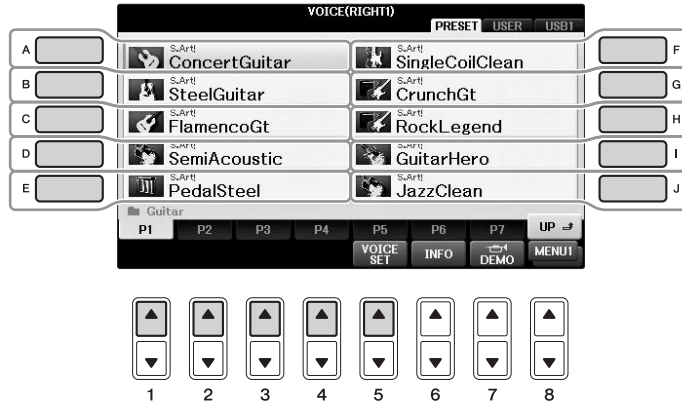 VOICE(RIGHT1)
PRESET USER USB1
A
S.Art!
ConcertGuitar
S.Art!
SingleCoilClean
F
B
S.Art!
SteelGuitar
S.Art!
CrunchGt
G
C
S.Art!
FlamencoGt
S.Art!
RockLegend
H
D
S.Art!
SemiAcoustic
S.Art!
GuitarHero
I
E
S.Art!
PedalSteel
S.Art!
JazzClean
J
Guitar
P1 P2 P3 P4 P5 P6 P7 UP
VOICE SET INFO DEMO MENU1
1 2 3 4 5 6 7 8